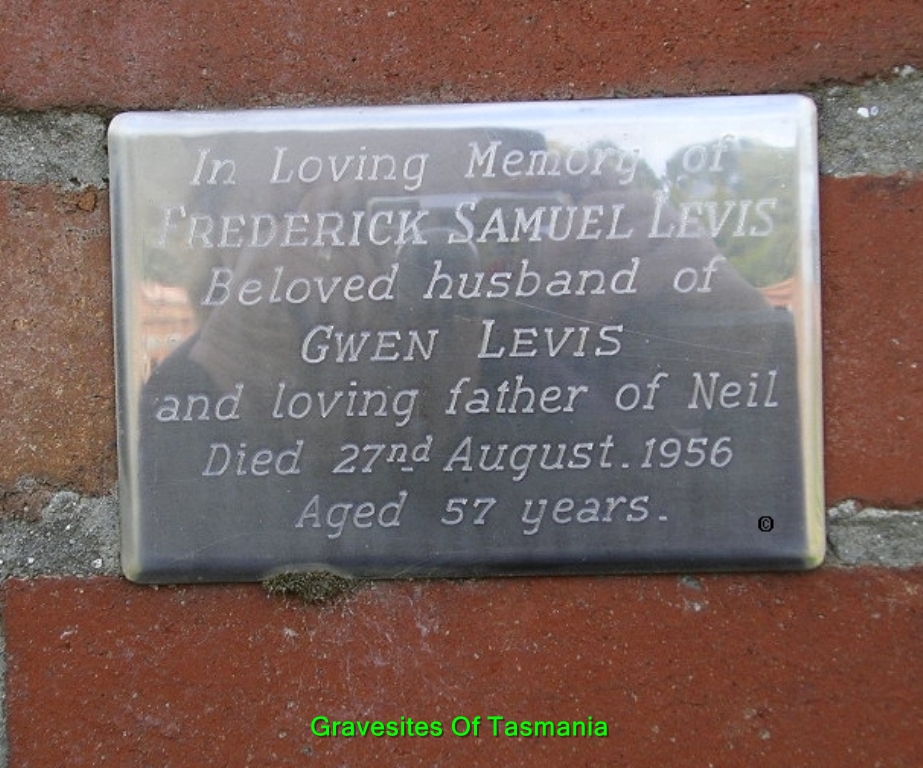 In Loving Memory of
FREDERICK SAMUEL LEVIS
Beloved husband of
GWEN LEVIS
and loving father of Neil
Died 27nd August. 1956
Aged 57 years.
©
Gravesites Of Tasmania